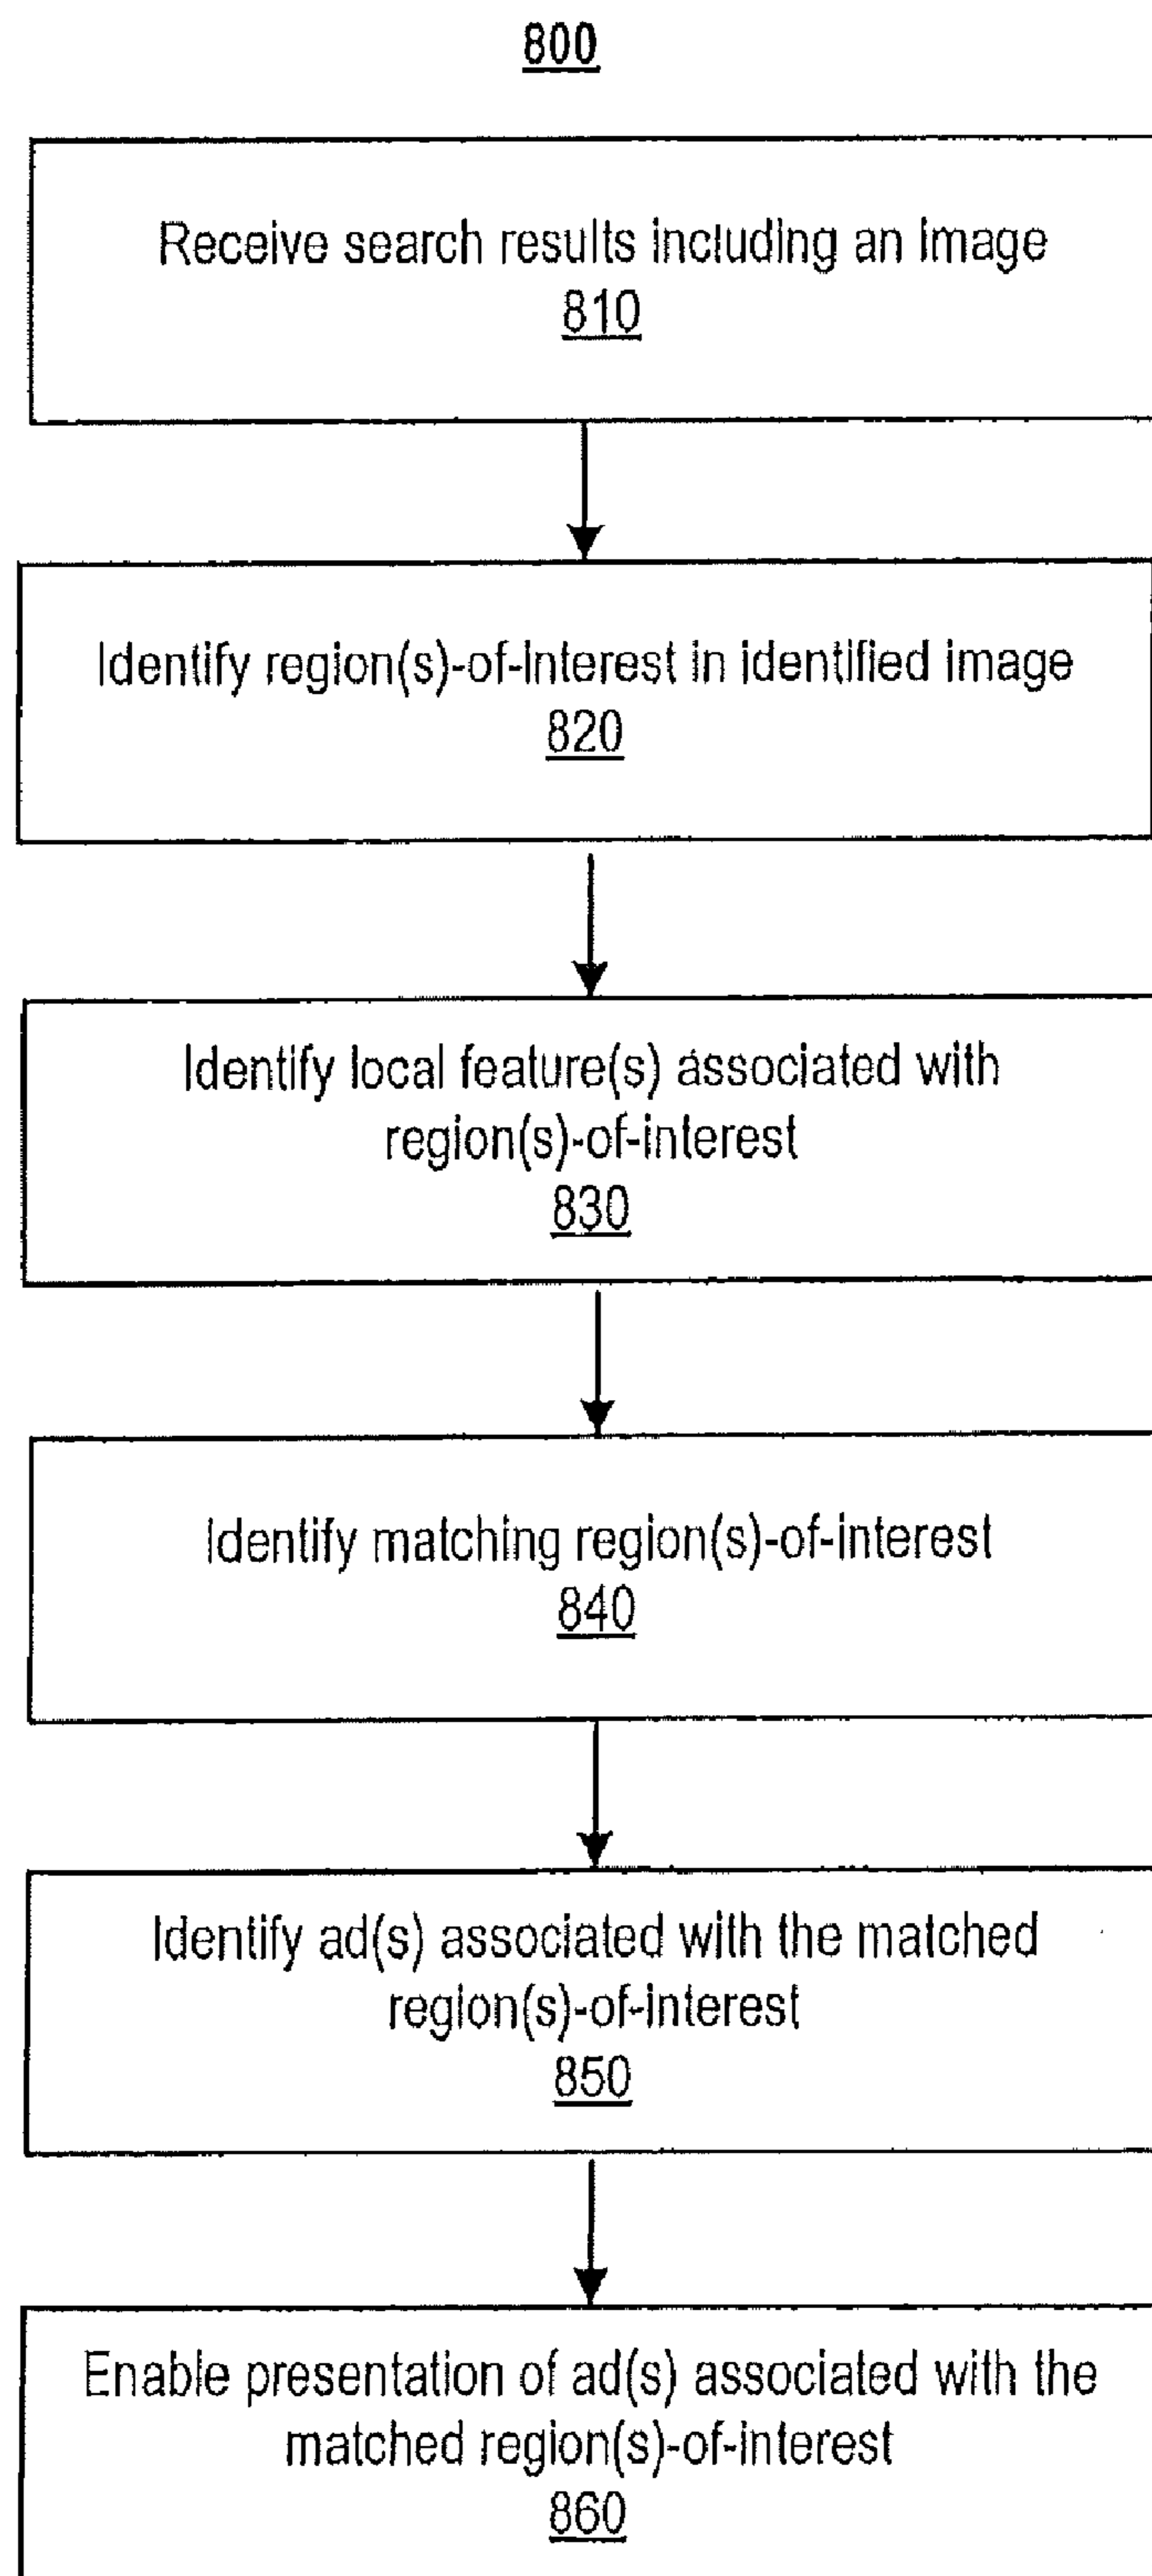 800
Receive search results including an image
810
Identify region(s)-of-interest in identified image
820
Identify local feature(s) associated with
region(s)-of-interest
830
Identify matching region(s)-of-interest
840
Identify ad(s) associated with the matched
region(s)-of-interest
850
Enable presentation of ad(s) associated with the
matched region(s)-of-interest
860